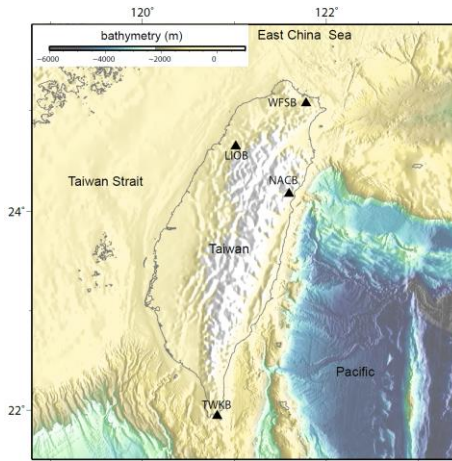 120° 122°
bathymetry (m)
East China Sea
−6000 −4000 −2000 0
WFSB
LIOB
Taiwan Strait
NACB
24°
Taiwan
Pacific
TWKB
22°